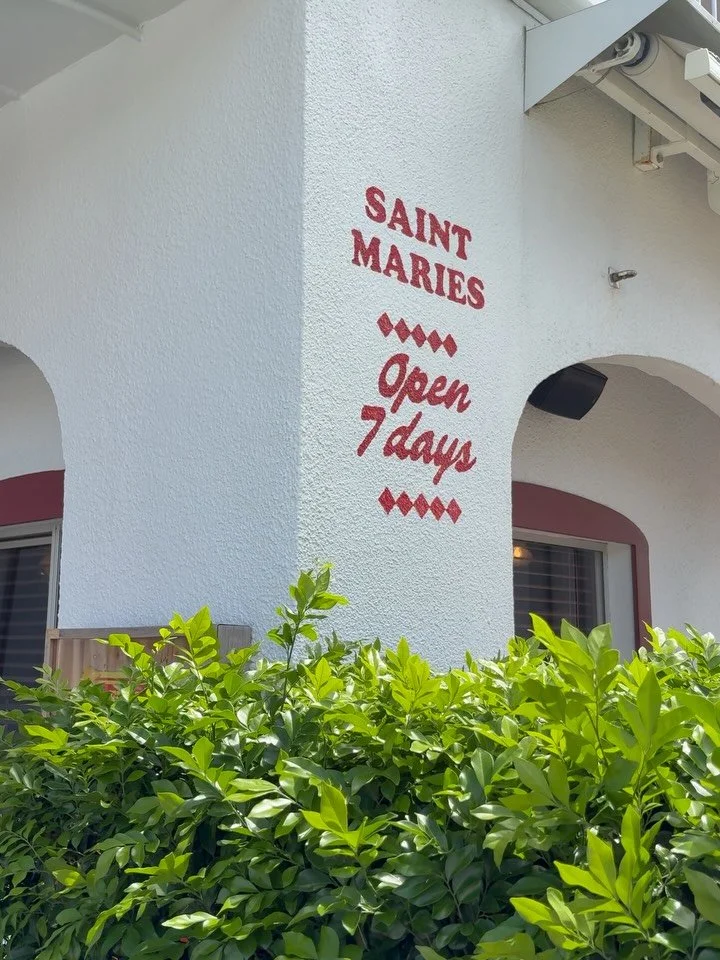 SAINT
MARIES
Open
7 days